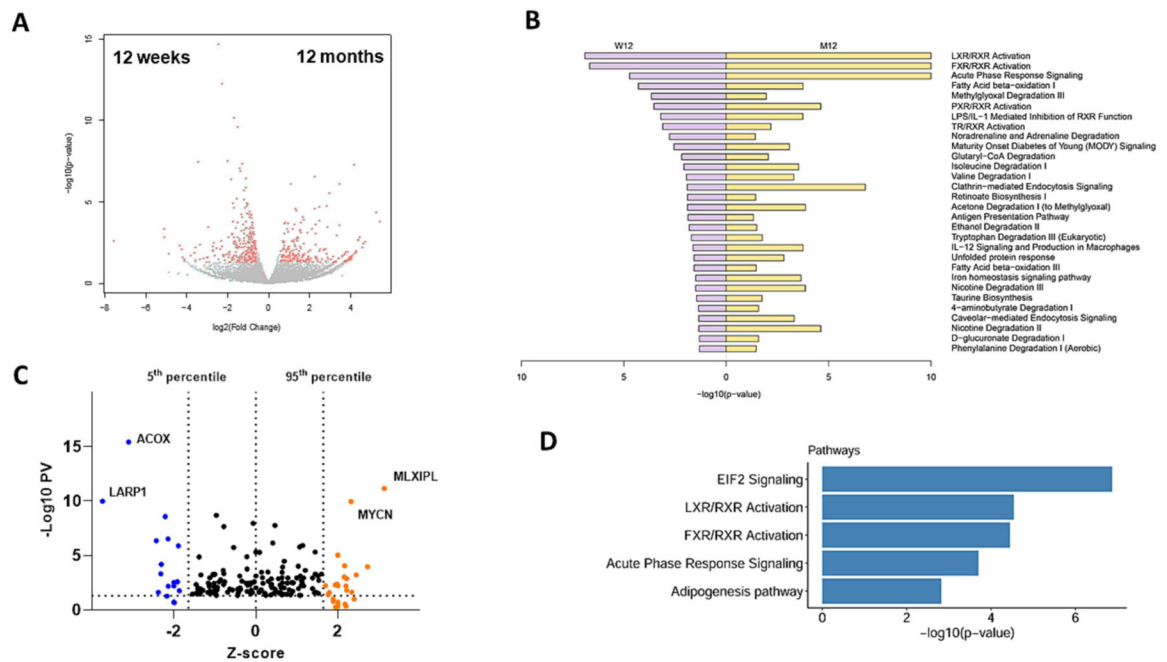 A
12 weeks
12 months
15
10
5
0
-log10(p-value)
-8
-6
-4
-2
0
2
4
log2(Fold Change)
B
W12
M12
LXR/RXR Activation
FXR/RXR Activation
Acute Phase Response Signaling
Fatty Acid beta-oxidation I
Methylglyoxal Degradation III
PXR/RXR Activation
LPS/IL-1 Mediated Inhibition of RXR Function
TR/RXR Activation
Noradrenaline and Adrenaline Degradation
Maturity Onset Diabetes of Young (MODY) Signaling
Glutaryl-CoA Degradation
Isoleucine Degradation I
Valine Degradation I
Clathrin-mediated Endocytosis Signaling
Retinoate Biosynthesis I
Acetone Degradation I (to Methylglyoxal)
Antigen Presentation Pathway
Ethanol Degradation II
Tryptophan Degradation III (Eukaryotic)
IL-12 Signaling and Production in Macrophages
Unfolded protein response
Fatty Acid beta-oxidation III
Iron homeostasis signaling pathway
Nicotine Degradation III
Taurine Biosynthesis
4-aminobutyrate Degradation I
Caveolar-mediated Endocytosis Signaling
Nicotine Degradation II
D-glucuronate Degradation I
Phenylalanine Degradation I (Aerobic)
10
5
0
5
10
-log10(p-value)
C
5th percentile
95th percentile
ACOX
LARP1
MLXIPL
MYCN
15
10
5
0
-Log10 PV
-2
0
2
Z-score
D
Pathways
EIF2 Signaling
LXR/RXR Activation
FXR/RXR Activation
Acute Phase Response Signaling
Adipogenesis pathway
0
2
4
6
-log10(p-value)